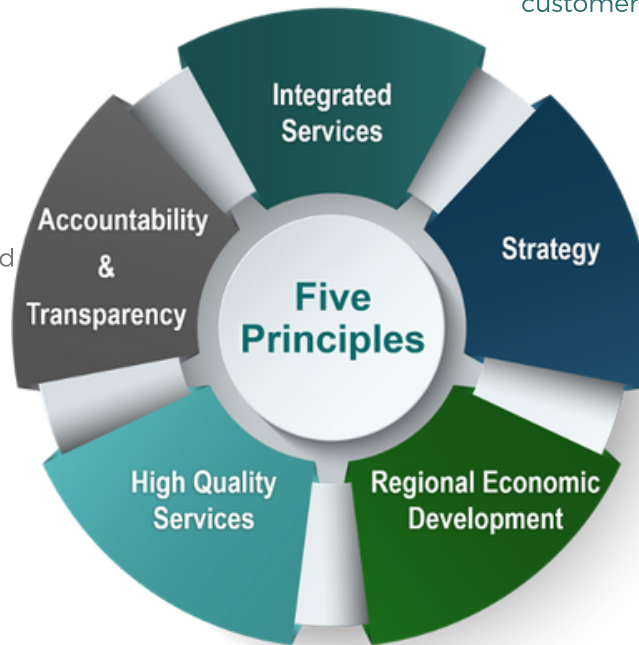 customer
Integrated
Services
Strategy
Accountability
&
Transparency
d
Five
Principles
High Quality
Services
Regional Economic
Development